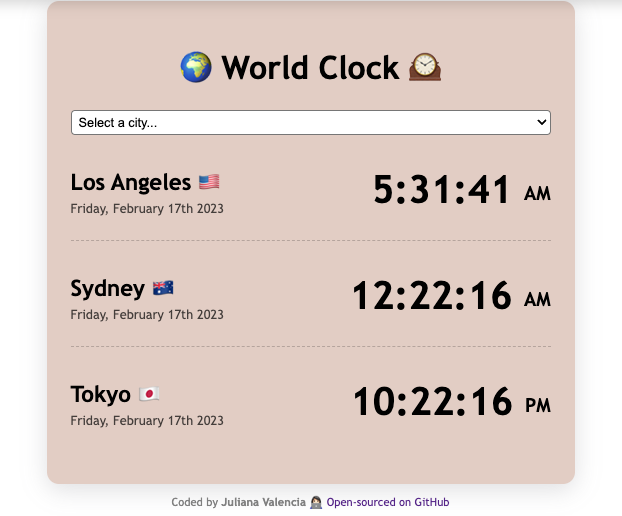 🌍 World Clock 🕰️
Select a city...
Los Angeles 🇺🇸
5:31:41 AM
Friday, February 17th 2023
Sydney 🇦🇺
12:22:16 AM
Friday, February 17th 2023
Tokyo 🇯🇵
10:22:16 PM
Friday, February 17th 2023
Coded by Juliana Valencia 👩🏻‍💻 Open-sourced on GitHub